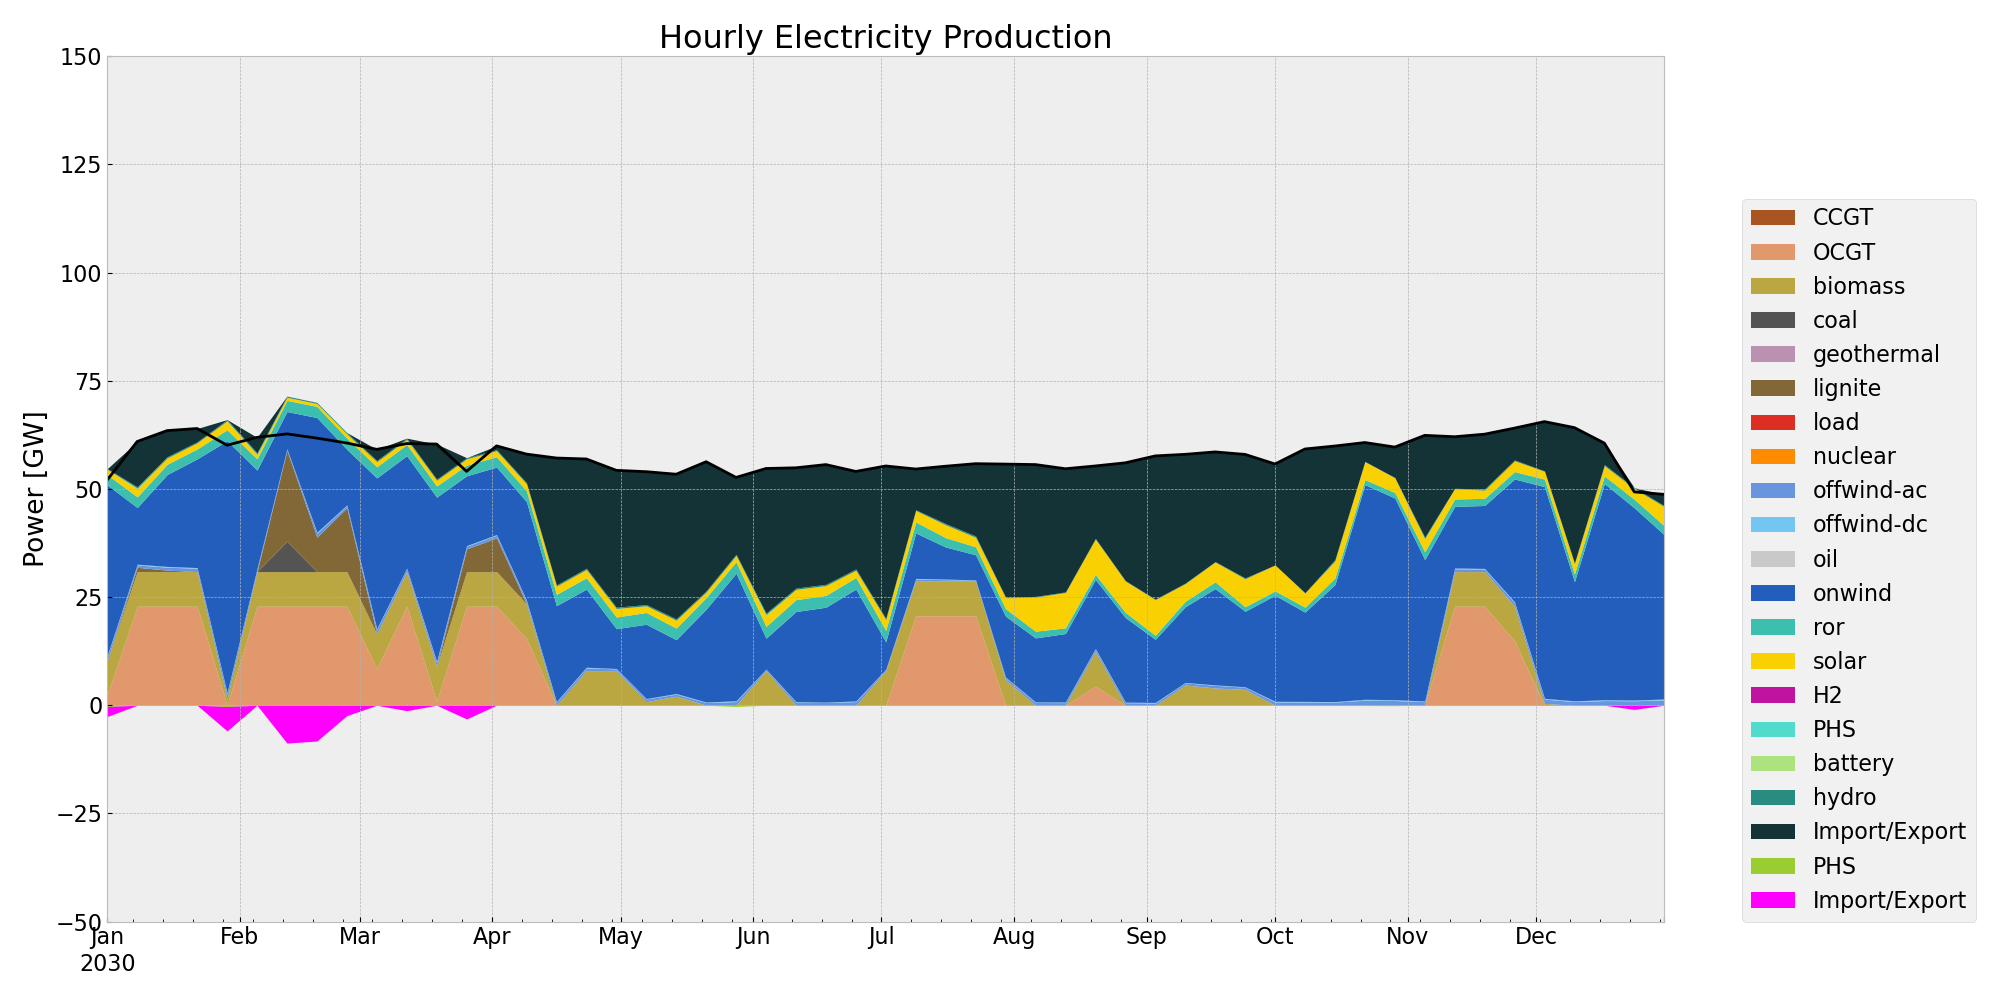 Hourly Electricity Production
Power [GW]
150
125
100
75
50
25
0
−25
−50
Jan Feb Mar Apr May Jun Jul Aug Sep Oct Nov Dec
2030
CCGT
OCGT
biomass
coal
geothermal
lignite
load
nuclear
offwind-ac
offwind-dc
oil
onwind
ror
solar
H2
PHS
battery
hydro
Import/Export
PHS
Import/Export